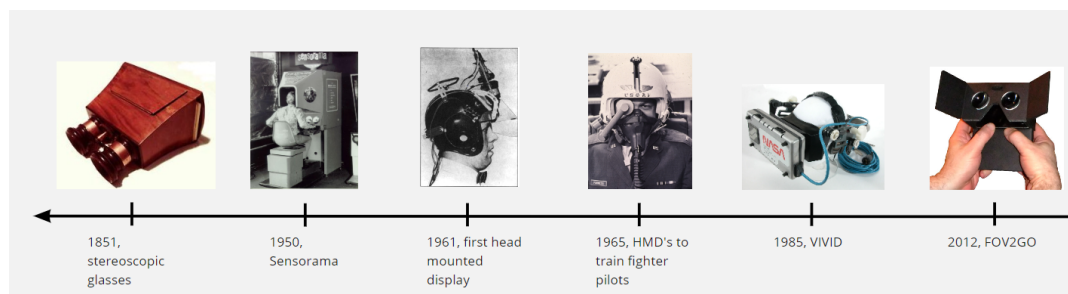 NASA
1851,
stereoscopic
glasses
1950,
Sensorama
1961, first head
mounted
display
1965, HMD's to
train fighter
pilots
1985, VIVID
2012, FOV2GO